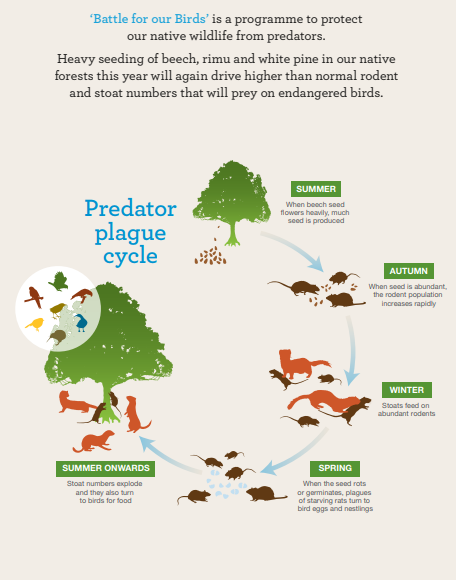 ‘Battle for our Birds’ is a programme to protect
our native wildlife from predators.
Heavy seeding of beech, rimu and white pine in our native
forests this year will again drive higher than normal rodent
and stoat numbers that will prey on endangered birds.
Predator
plague
cycle
SUMMER
When beech seed
flowers heavily, much
seed is produced
AUTUMN
When seed is abundant,
the rodent population
increases rapidly
WINTER
Stoats feed on
abundant rodents
SPRING
When the seed rots
or germinates, plagues
of starving rats turn to
bird eggs and nestlings
SUMMER ONWARDS
Stoat numbers explode
and they also turn
to birds for food